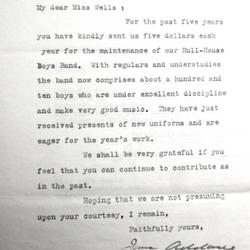 My dear Miss Wells :
For the past five years
you have kindly sent us five dollars each
year for the maintenance of our Hull-House
Boys Band. With regulars and understudies
the band now comprises about a hundred and
ten boys who are under excellent discipline
and make very good music. They have just
received presents of new uniforms and are
eager for the year's work.
We shall be very grateful if you
feel that you can continue to contribute as
in the past.
Hoping that we are not presuming
upon your courtesy, I remain,
Faithfully yours,
Jane Addams